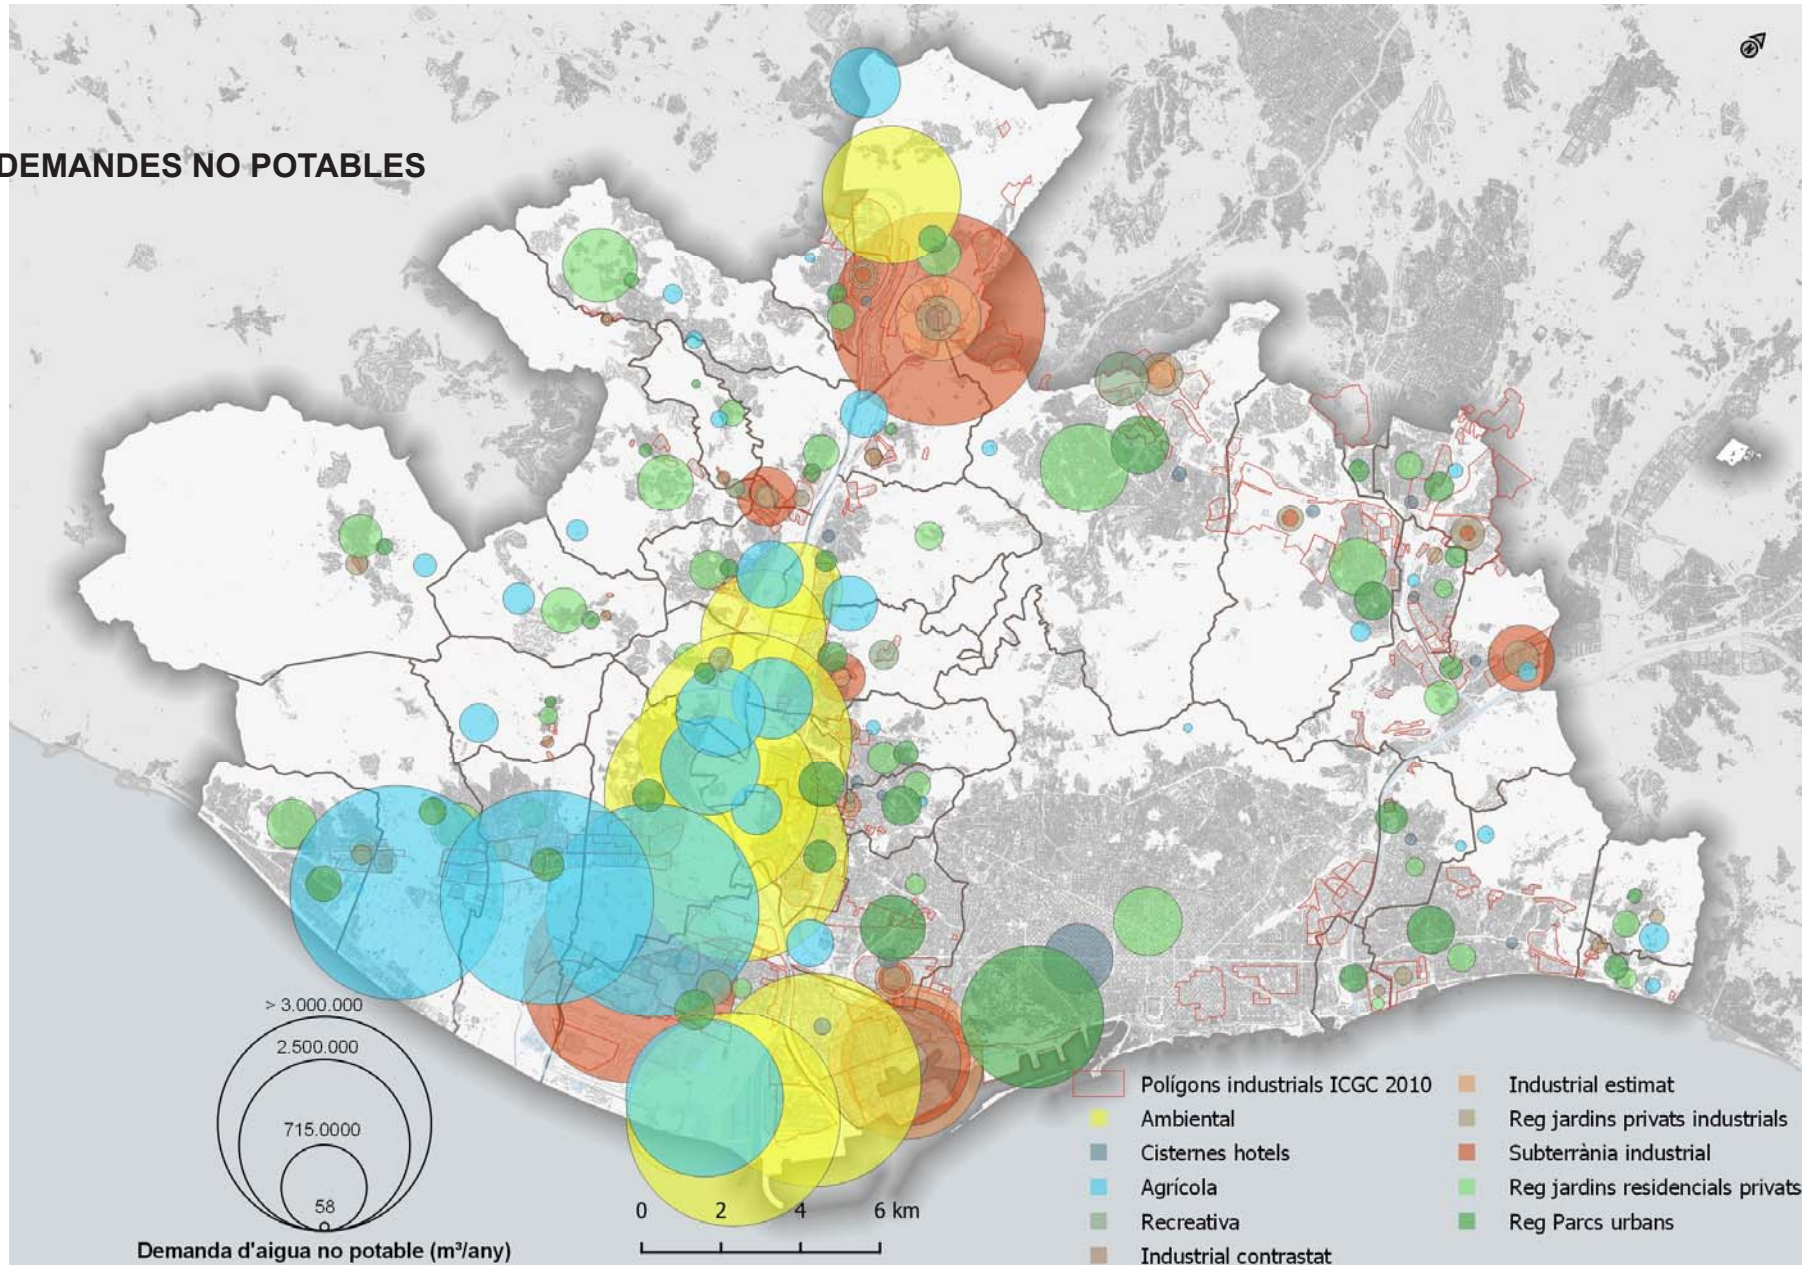 DEMANDES NO POTABLES
> 3.000.000
2.500.000
715.0000
58
Demanda d'aigua no potable (m³/any)
0 2 4 6 km
Polígons industrials ICGC 2010
Ambiental
Cisternes hotels
Agrícola
Recreativa
Industrial contrastat
Industrial estimat
Reg jardins privats industrials
Subterrània industrial
Reg jardins residencials privats
Reg Parcs urbans